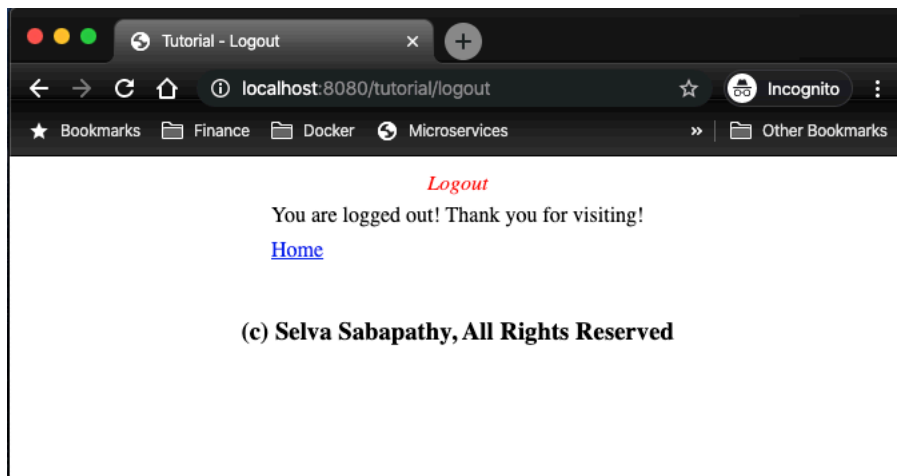 Tutorial - Logout
localhost:8080/tutorial/logout
Incognito
Bookmarks Finance Docker Microservices » Other Bookmarks
Logout
You are logged out! Thank you for visiting!
Home
(c) Selva Sabapathy, All Rights Reserved